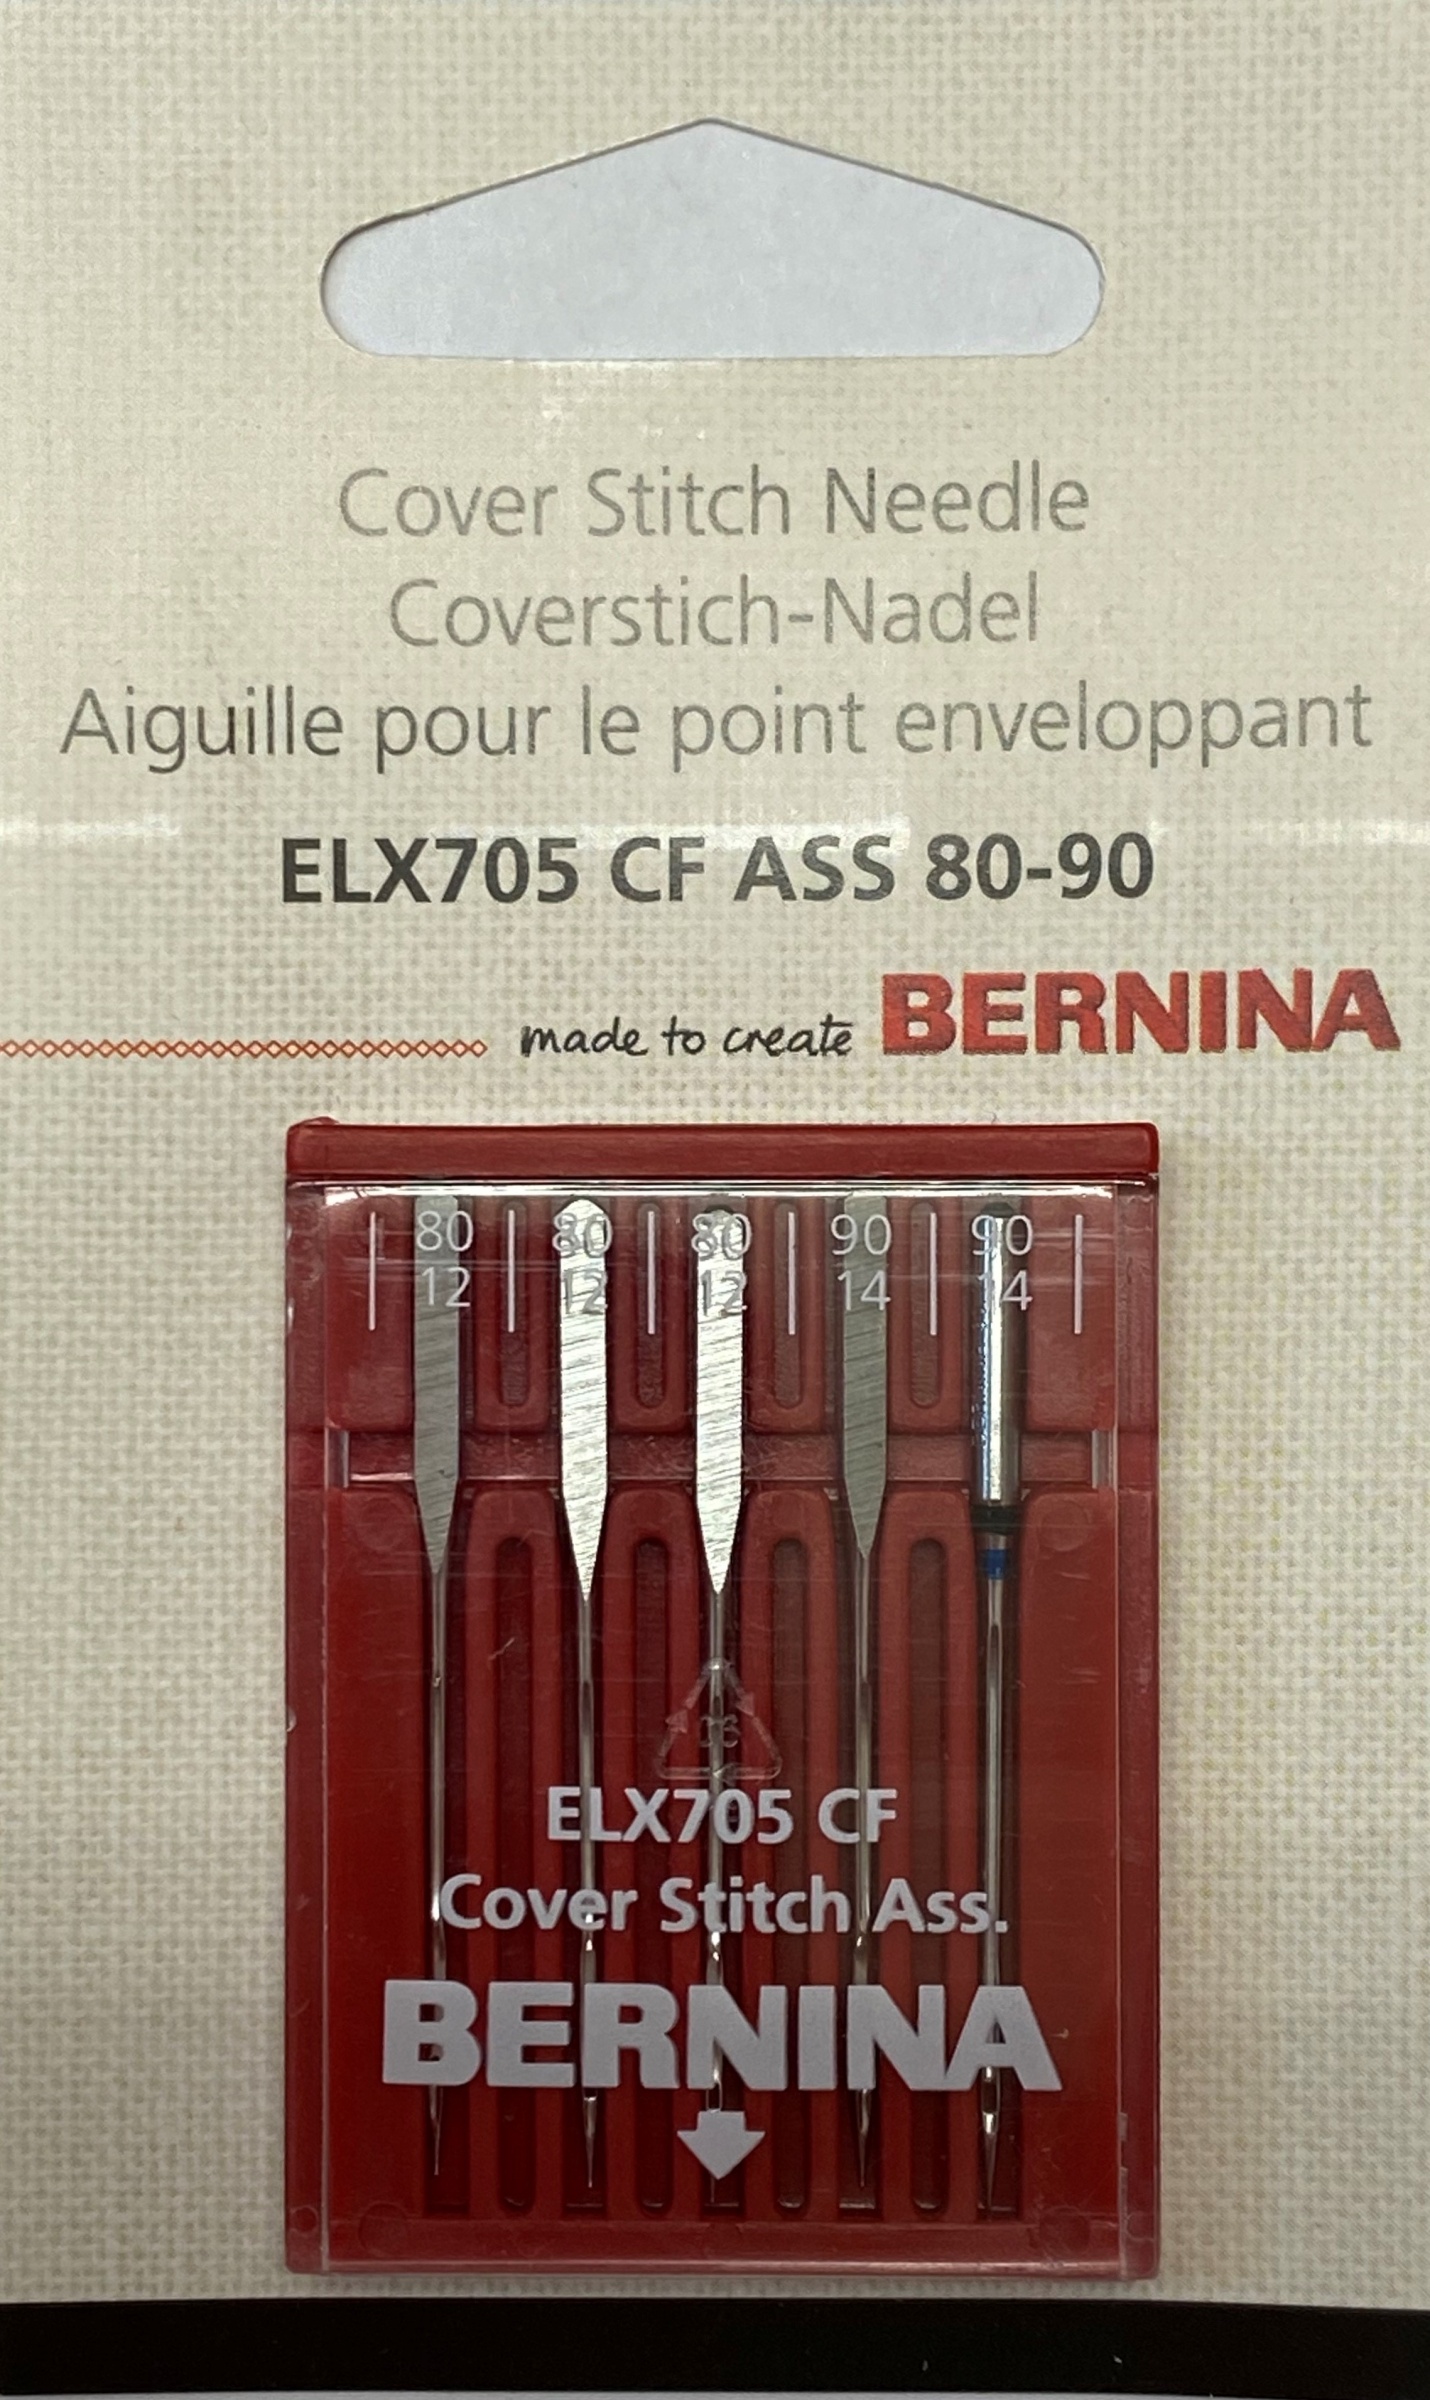 Cover Stitch Needle
Coverstich-Nadel
Aiguille pour le point enveloppant
ELX705 CF ASS 80-90
made to create BERNINA
80 80 80 90 90
12 12 12 14 14
ELX705 CF
Cover Stitch Ass.
BERNINA